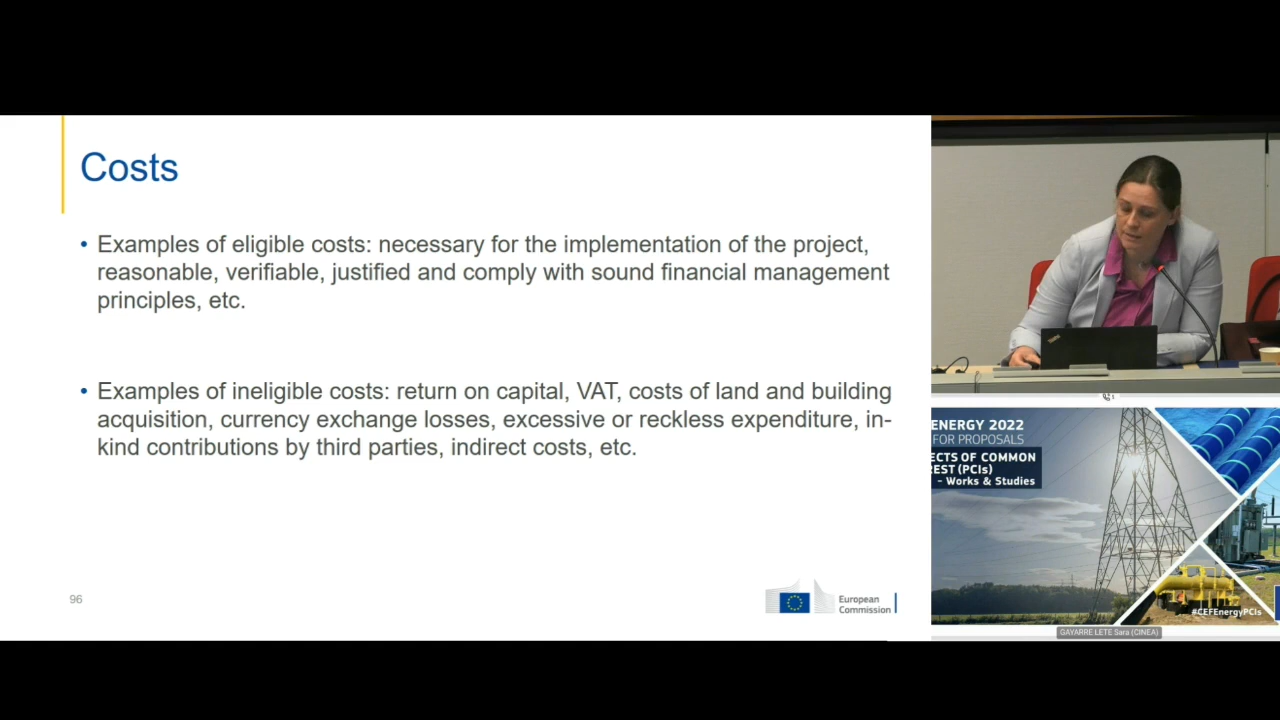 Costs
• Examples of eligible costs: necessary for the implementation of the project,
reasonable, verifiable, justified and comply with sound financial management
principles, etc.
• Examples of ineligible costs: return on capital, VAT, costs of land and building
acquisition, currency exchange losses, excessive or reckless expenditure, in-
kind contributions by third parties, indirect costs, etc.
96
European
Commission
ENERGY 2022
FOR PROPOSALS
ECTS OF COMMON
REST (PCIs)
- Works & Studies
#CEFEnergyPCIs
GAYARRE LETE Sara (CINEA)